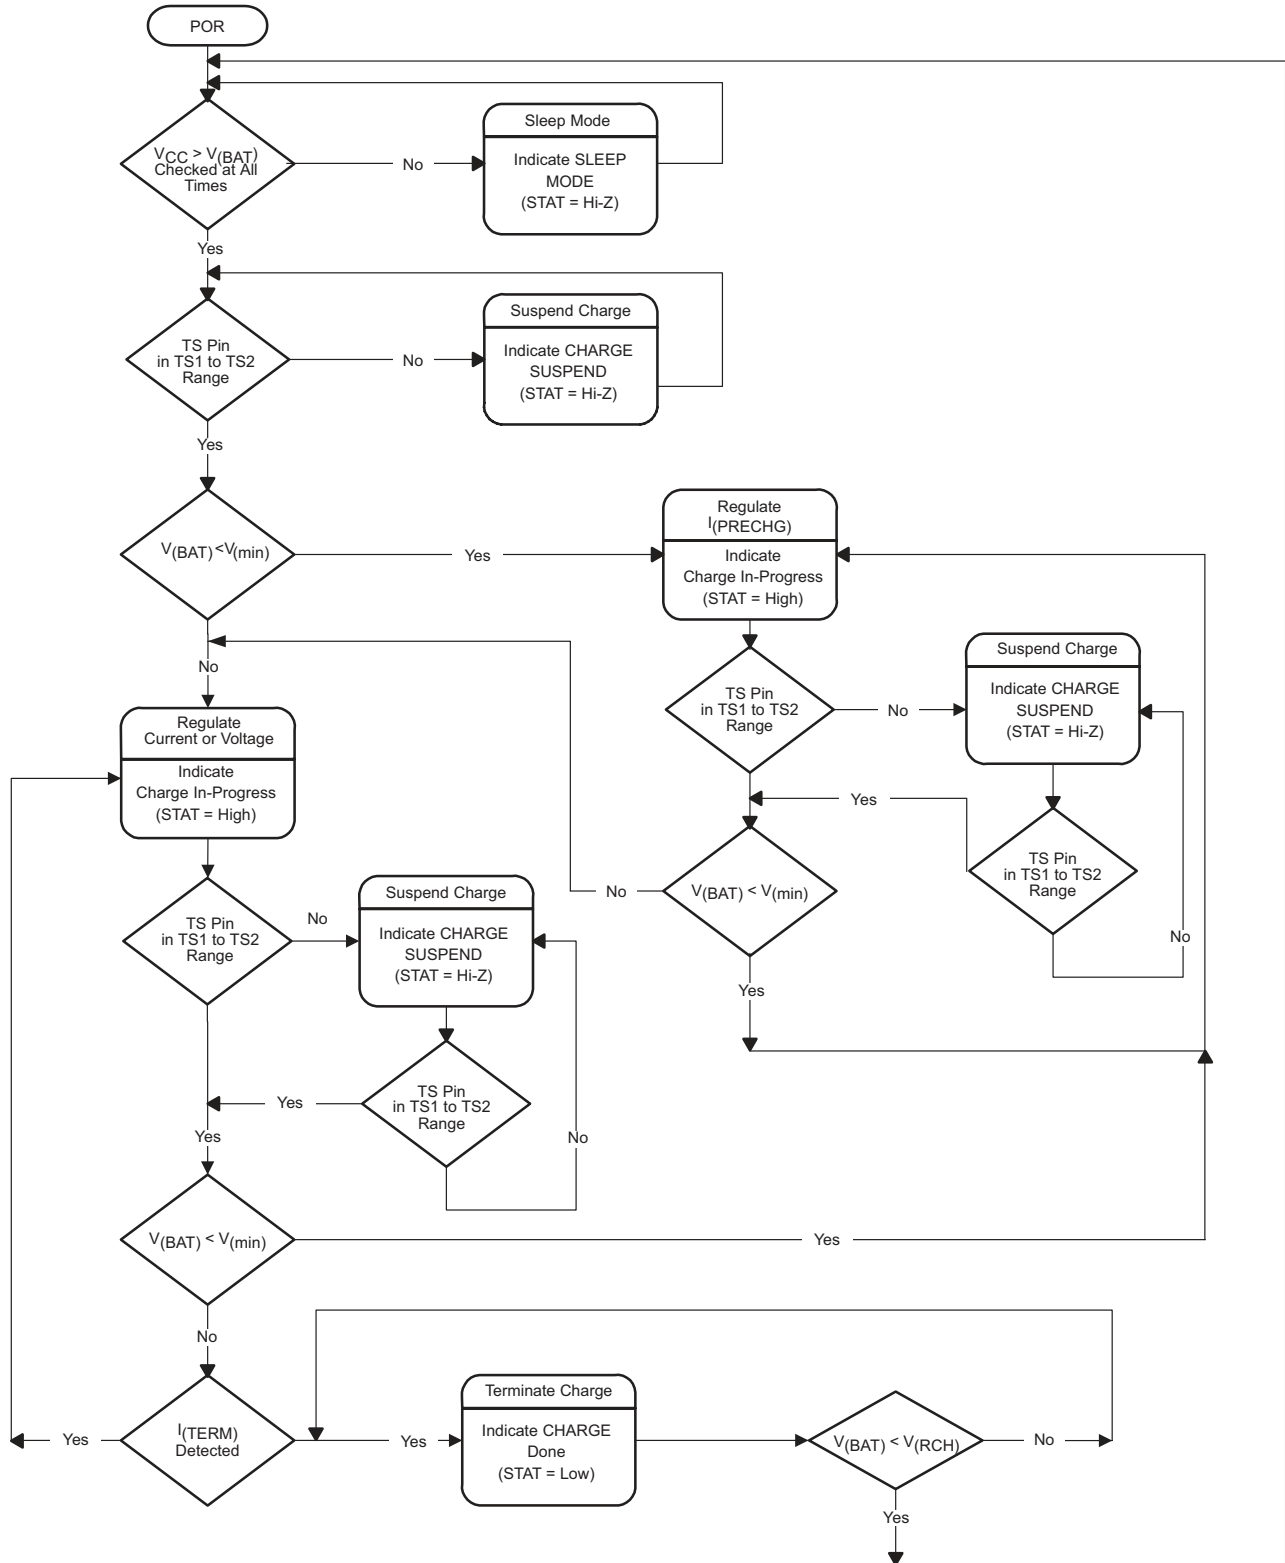 POR
VCC > V(BAT)
Checked at All
Times
No
Sleep Mode
Indicate SLEEP
MODE
(STAT = Hi-Z)
Yes
TS Pin
in TS1 to TS2
Range
No
Suspend Charge
Indicate CHARGE
SUSPEND
(STAT = Hi-Z)
Yes
V(BAT) <V(min)
Yes
Regulate
I(PRECHG)
Indicate
Charge In-Progress
(STAT = High)
No
TS Pin
in TS1 to TS2
Range
No
Suspend Charge
Indicate CHARGE
SUSPEND
(STAT = Hi-Z)
Regulate
Current or Voltage
Indicate
Charge In-Progress
(STAT = High)
Yes
TS Pin
in TS1 to TS2
Range
No
V(BAT) < V(min)
No
Yes
TS Pin
in TS1 to TS2
Range
No
Suspend Charge
Indicate CHARGE
SUSPEND
(STAT = Hi-Z)
TS Pin
in TS1 to TS2
Range
Yes
No
Yes
V(BAT) < V(min)
Yes
No
I(TERM)
Detected
Yes
Yes
Terminate Charge
Indicate CHARGE
Done
(STAT = Low)
V(BAT) < V(RCH)
No
Yes